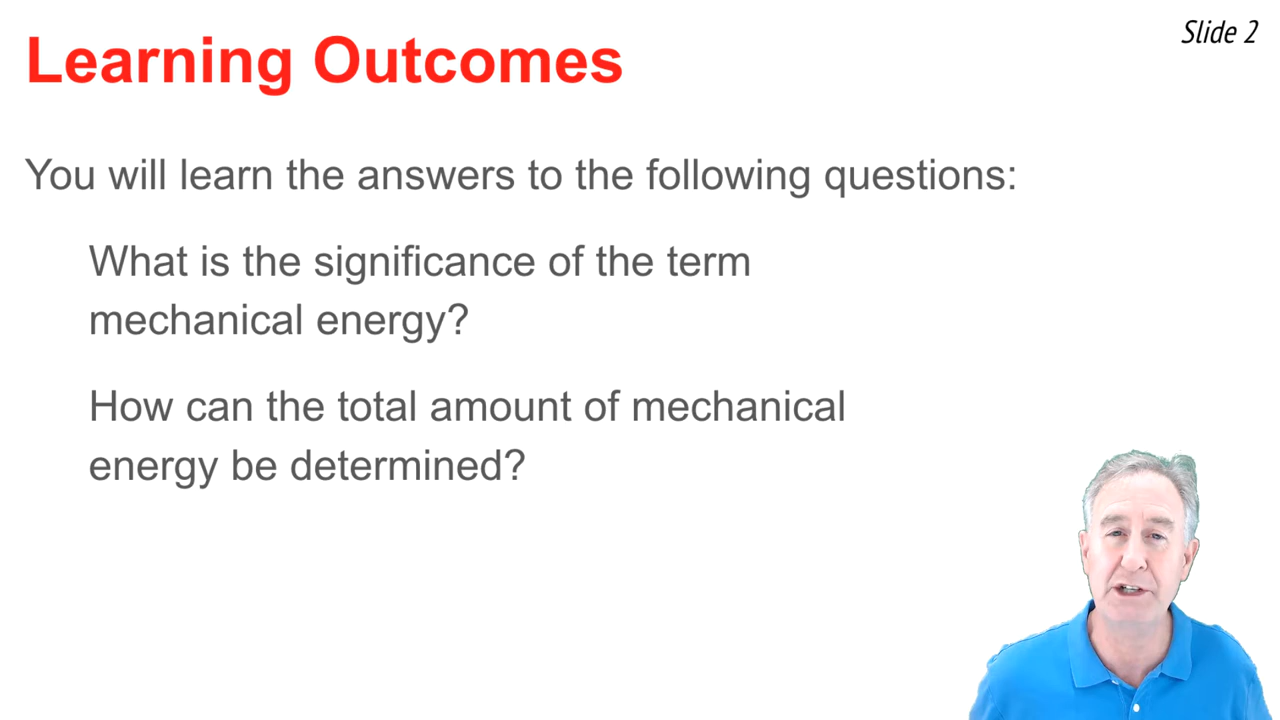 Slide 2
Learning Outcomes
You will learn the answers to the following questions:
What is the significance of the term
mechanical energy?
How can the total amount of mechanical
energy be determined?